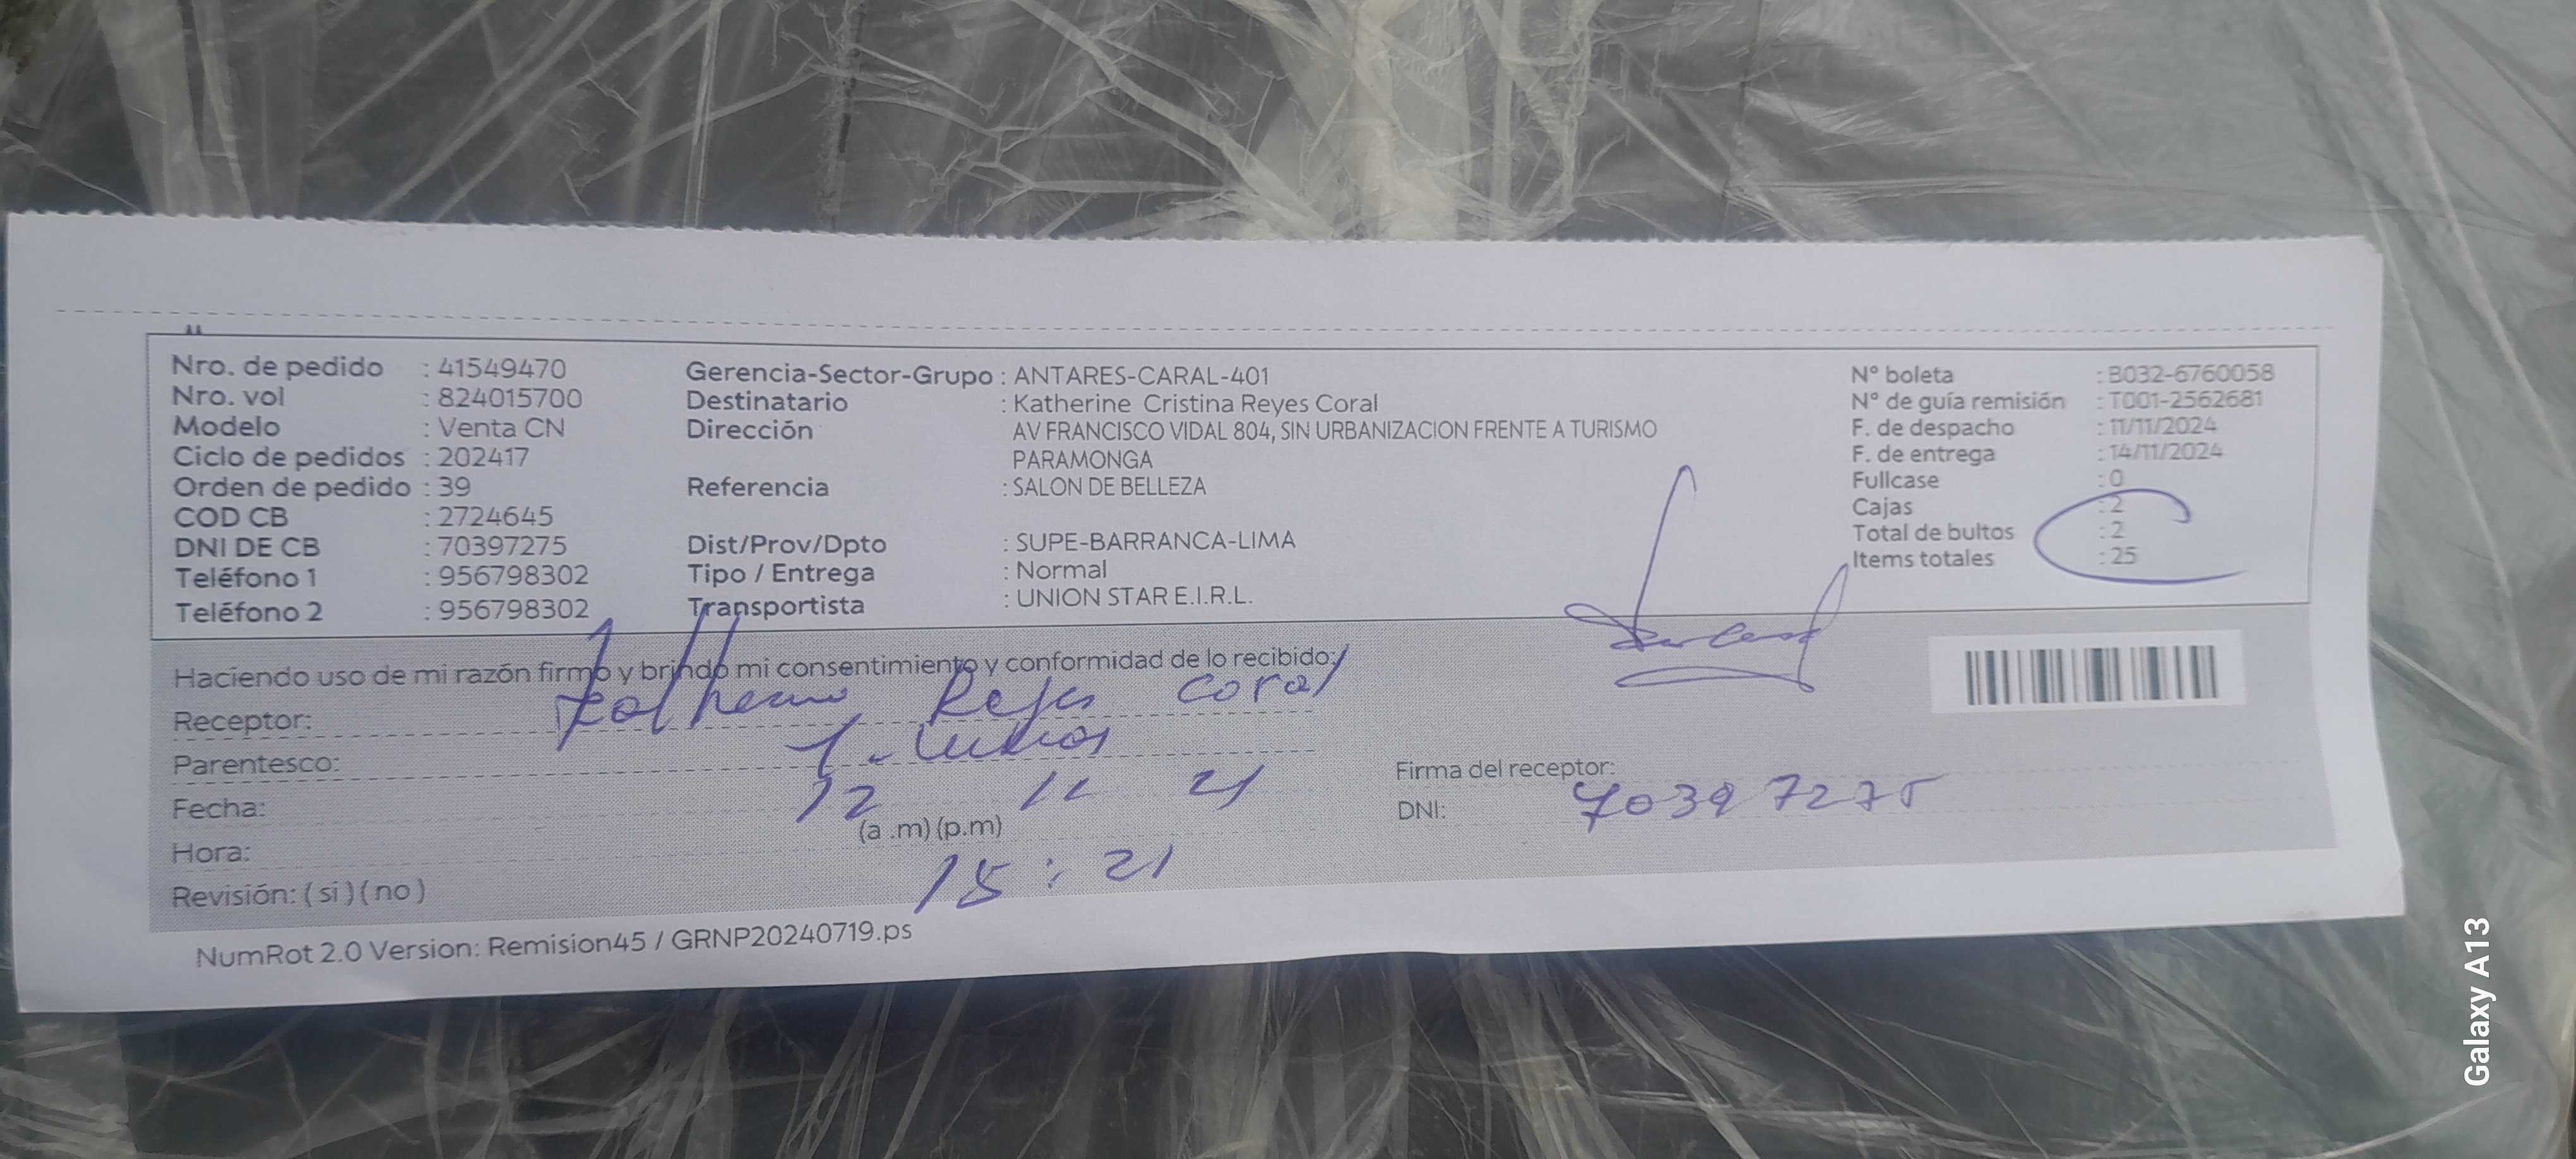 Nro. de pedido : 41549470
Nro. vol : 824015700
Modelo : Venta CN
Ciclo de pedidos : 202417
Orden de pedido : 39
COD CB : 2724645
DNI DE CB : 70397275
Teléfono 1 : 956798302
Teléfono 2 : 956798302
Gerencia-Sector-Grupo : ANTARES-CARAL-401
Destinatario : Katherine Cristina Reyes Coral
Dirección AV FRANCISCO VIDAL 804, SIN URBANIZACION FRENTE A TURISMO
PARAMONGA
Referencia : SALON DE BELLEZA
Dist/Prov/Dpto : SUPE-BARRANCA-LIMA
Tipo / Entrega : Normal
Transportista : UNION STAR E.I.R.L.
N° boleta : B032-6760058
N° de guía remisión : T001-2562681
F. de despacho : 11/11/2024
F. de entrega : 14/11/2024
Fullcase : 0
Cajas : 2
Total de bultos : 2
Items totales : 25
Haciendo uso de mi razón firmo y brindo mi consentimiento y conformidad de lo recibido:
Receptor: Reyes Coral
Parentesco:
Fecha: 12 11
(a .m) (p.m)
Hora: 15 : 21
Revisión: ( si ) ( no )
Firma del receptor:
DNI: 70397275
NumRot 2.0 Version: Remision45 / GRNP20240719.ps
Galaxy A13